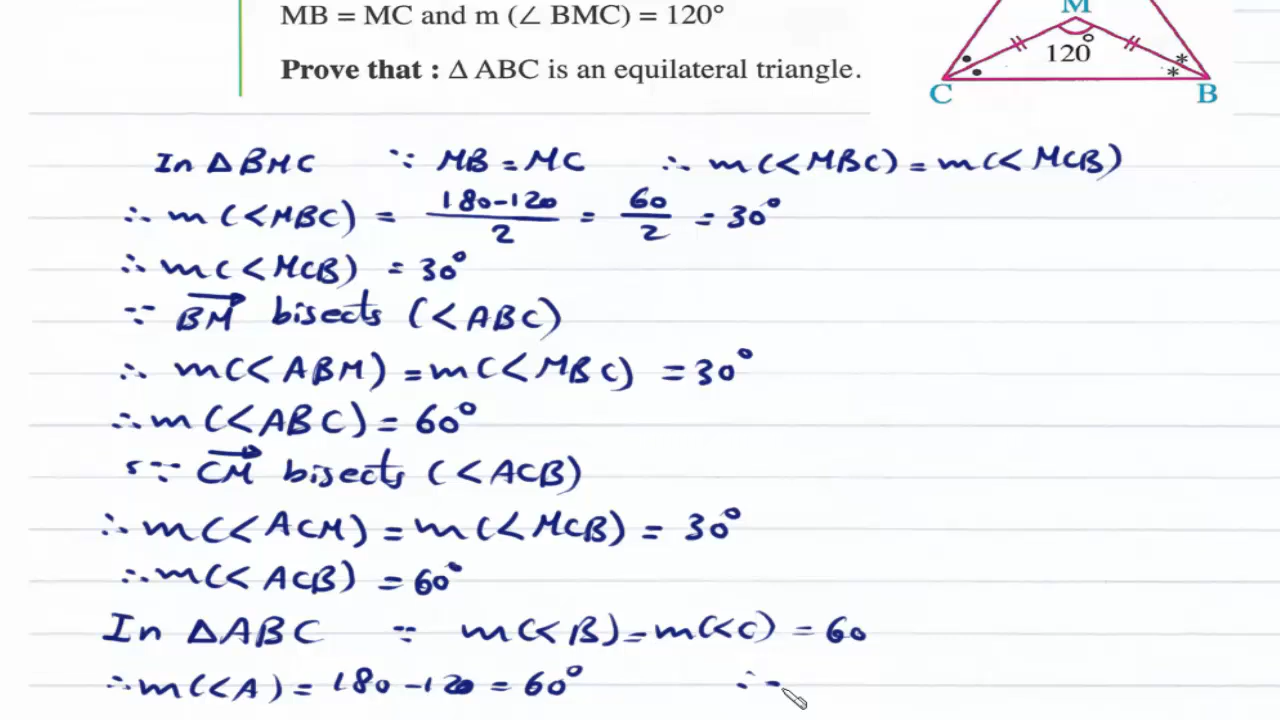 MB = MC and m (∠ BMC) = 120°
Prove that : Δ ABC is an equilateral triangle.
M
120°
C
B
In Δ BMC ∵ MB = MC ∴ m(<MBC) = m(<MCB)
∴ m(<MBC) = 180-120/2 = 60/2 = 30°
∴ m(<MCB) = 30°
∵ BM bisects (<ABC)
∴ m(<ABM) = m(<MBC) = 30°
∴ m(<ABC) = 60°
, ∵ CM bisects (<ACB)
∴ m(<ACM) = m(<MCB) = 30°
∴ m(<ACB) = 60°
In ΔABC ∵ m(<B) = m(<C) = 60
∴ m(<A) = 180-120 = 60° ∴